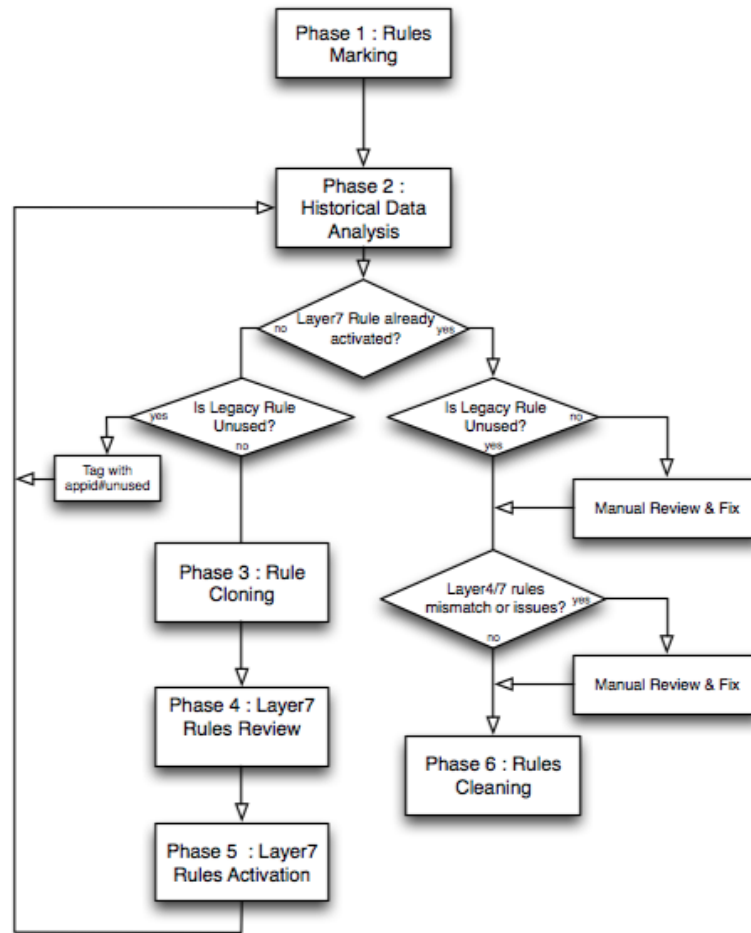 Phase 1 : Rules
Marking
Phase 2 :
Historical Data
Analysis
Layer7 Rule already
activated?
no
yes
Is Legacy Rule
Unused?
yes
no
Tag with
appid#unused
Is Legacy Rule
Unused?
no
yes
Manual Review & Fix
Phase 3 : Rule
Cloning
Layer4/7 rules
mismatch or issues?
yes
no
Manual Review & Fix
Phase 4 : Layer7
Rules Review
Phase 6 : Rules
Cleaning
Phase 5  : Layer7
Rules Activation